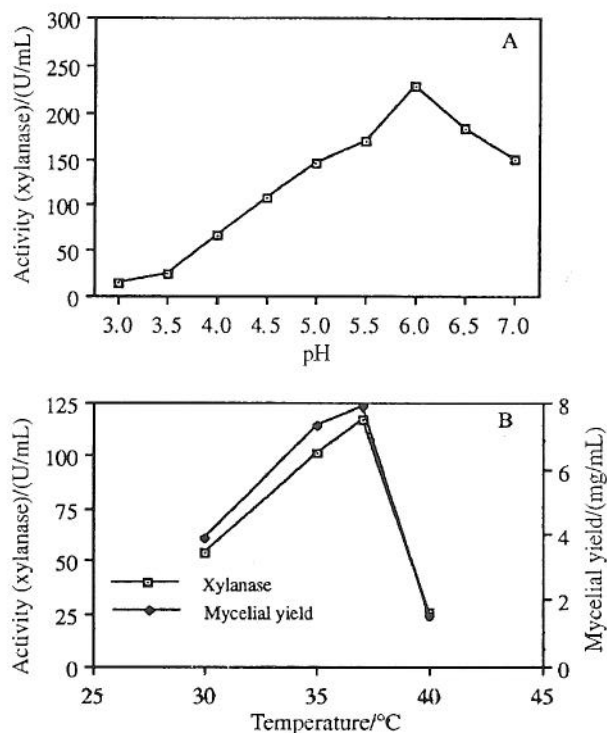 A
Activity (xylanase)/(U/mL)
300
250
200
150
100
50
0
3.0 3.5 4.0 4.5 5.0 5.5 6.0 6.5 7.0
pH
B
Activity (xylanase)/(U/mL)
125
100
75
50
25
0
Xylanase
Mycelial yield
8
6
4
2
0
Mycelial yield/(mg/mL)
25 30 35 40 45
Temperature/°C